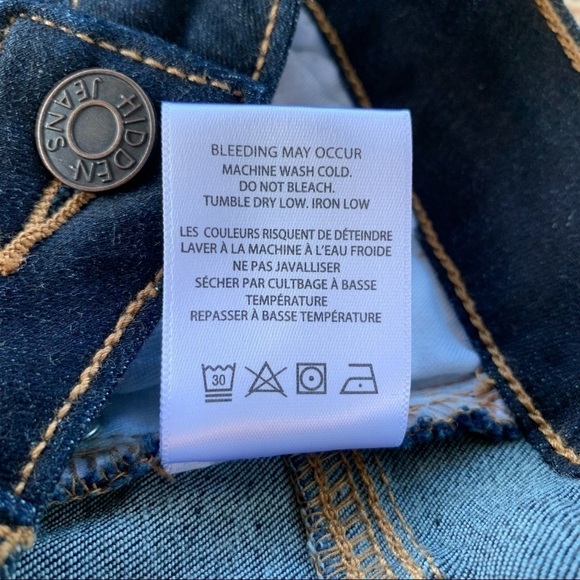 HIDDEN JEANS
BLEEDING MAY OCCUR
MACHINE WASH COLD.
DO NOT BLEACH.
TUMBLE DRY LOW. IRON LOW
LES COULEURS RISQUENT DE DÉTEINDRE
LAVER À LA MACHINE À L'EAU FROIDE
NE PAS JAVALLISER
SÉCHER PAR CULTBAGE À BASSE
TEMPÉRATURE
REPASSER À BASSE TEMPÉRATURE
30